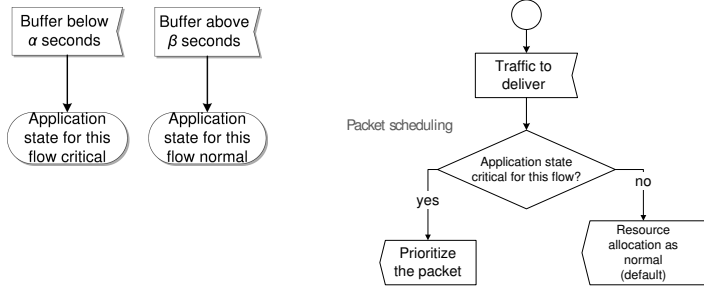 Buffer below
α seconds
Buffer above
β seconds
Application
state for this
flow critical
Application
state for this
flow normal
Traffic to
deliver
Packet scheduling
Application state
critical for this flow?
yes
no
Prioritize
the packet
Resource
allocation as
normal
(default)